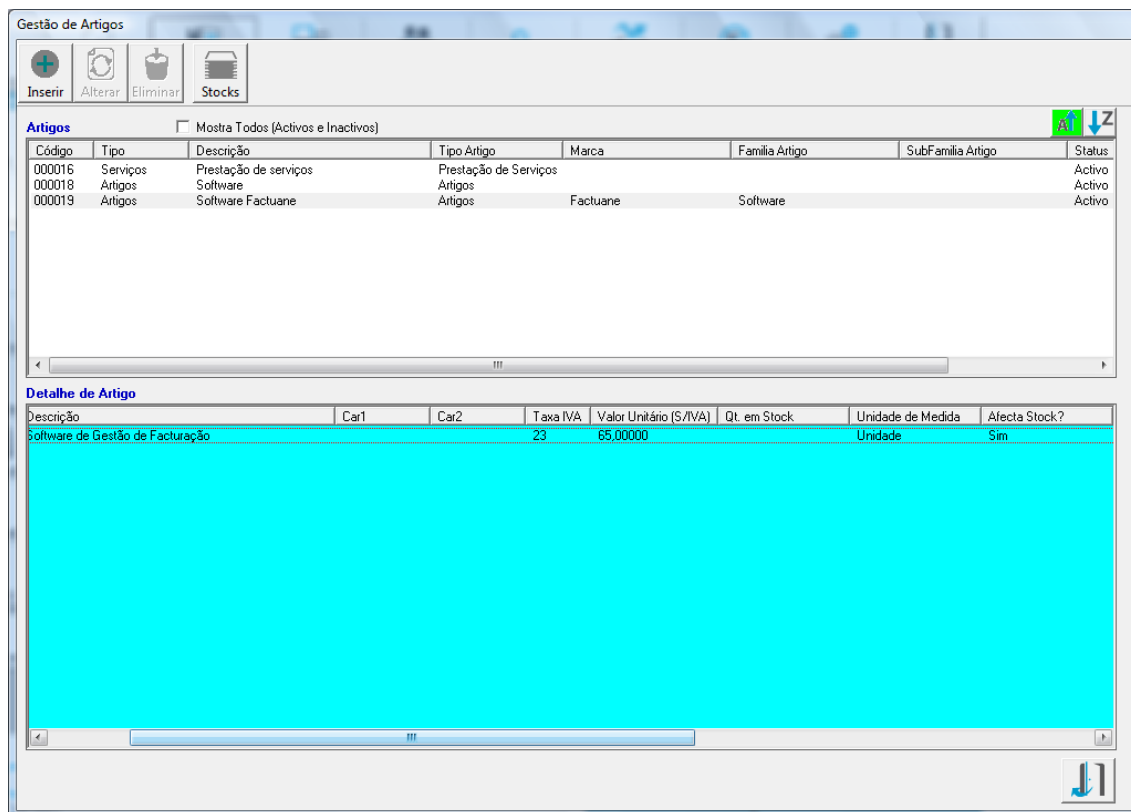 Gestão de Artigos
Inserir Alterar Eliminar Stocks
Artigos Mostra Todos (Activos e Inactivos) A Z
Código Tipo Descrição Tipo Artigo Marca Familia Artigo SubFamilia Artigo Status
000016 Serviços Prestação de serviços Prestação de Serviços Activo
000018 Artigos Software Artigos Activo
000019 Artigos Software Factuane Artigos Factuane Software Activo
Detalhe de Artigo
Descrição Car1 Car2 Taxa IVA Valor Unitário (S/IVA) Qt. em Stock Unidade de Medida Afecta Stock?
Software de Gestão de Facturação 23 65,00000 Unidade Sim